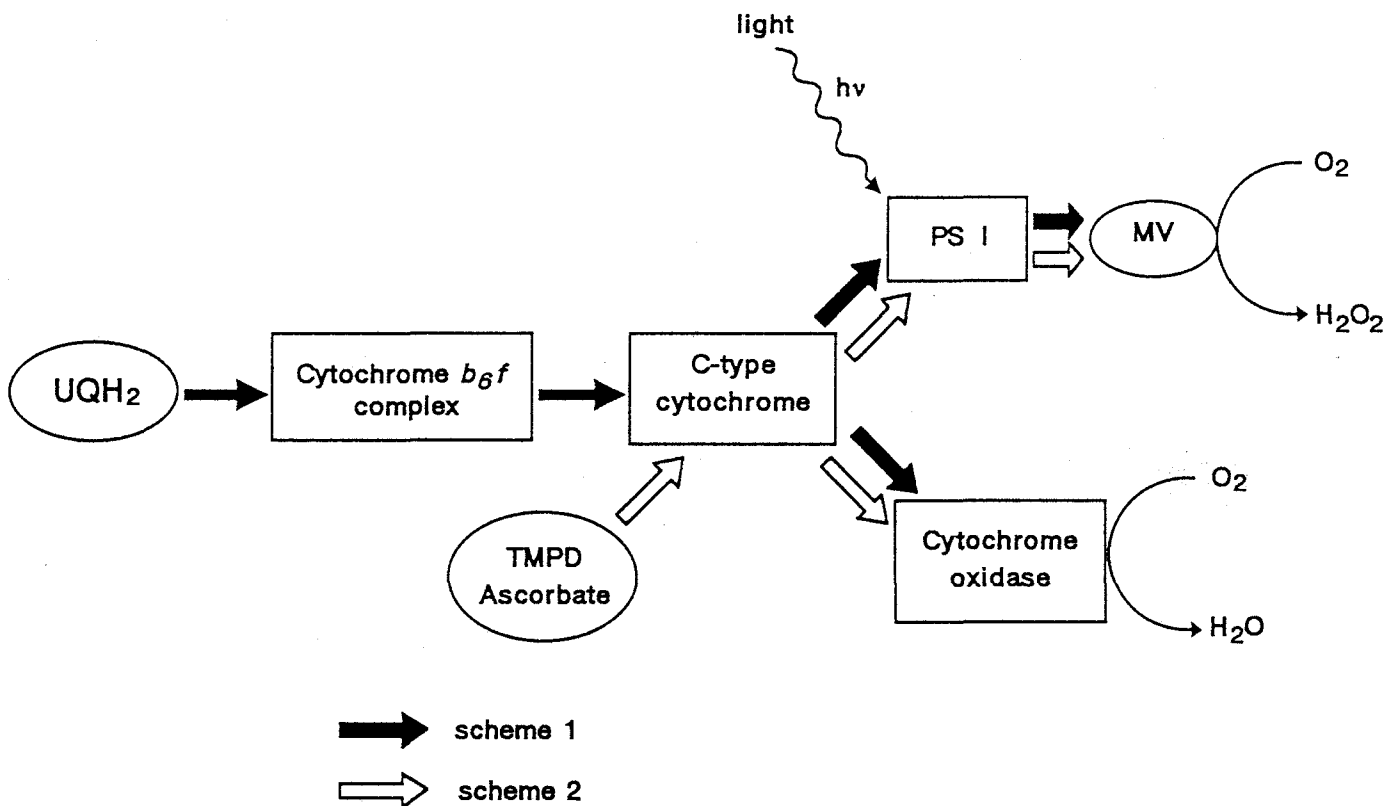 light
hν
PS I
MV
O₂
H₂O₂
UQH₂
Cytochrome b₆f
complex
C-type
cytochrome
TMPD
Ascorbate
Cytochrome
oxidase
O₂
H₂O
scheme 1
scheme 2